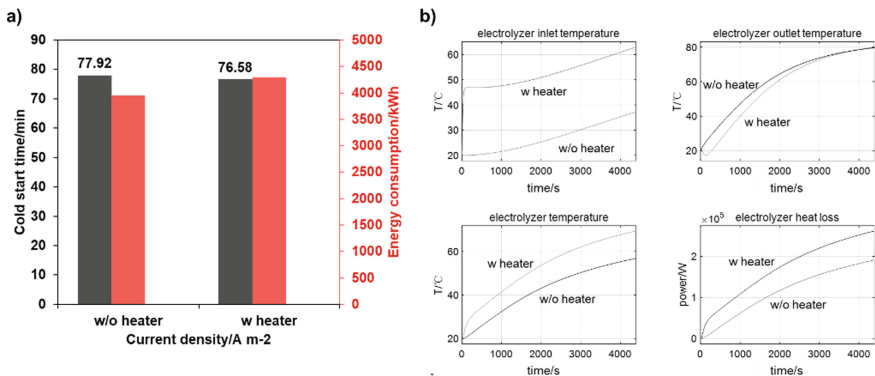 a)
90
80
70
60
50
40
30
20
10
0
Cold start time/min
77.92
76.58
5000
4500
4000
3500
3000
2500
2000
1500
1000
500
0
Energy consumption/kWh
w/o heater
w heater
Current density/A m-2
b)
electrolyzer inlet temperature
60
50
40
30
20
T/℃
w heater
w/o heater
0
1000
2000
3000
4000
time/s
electrolyzer outlet temperature
80
60
40
20
T/℃
w/o heater
w heater
0
1000
2000
3000
4000
time/s
electrolyzer temperature
60
40
20
T/℃
w heater
w/o heater
0
1000
2000
3000
4000
time/s
×10⁵
electrolyzer heat loss
2
1
0
power/W
w heater
w/o heater
0
1000
2000
3000
4000
time/s